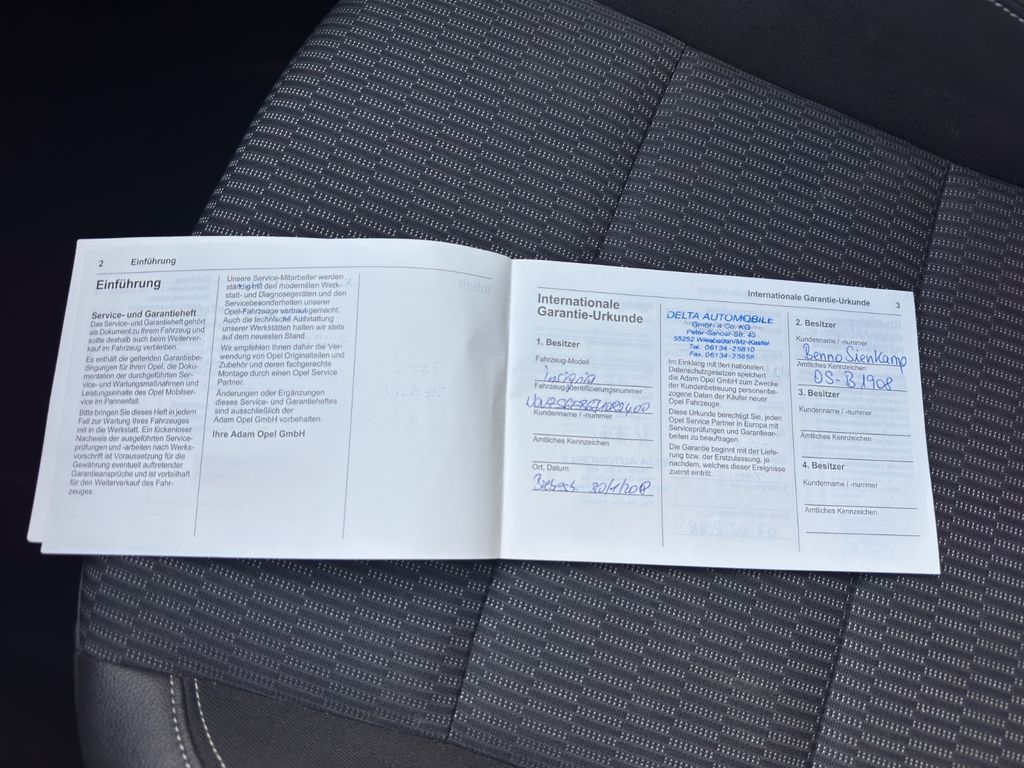 2 Einführung
Einführung
Service- und Garantieheft
Das Service- und Garantieheft gehört
als Dokument zu Ihrem Fahrzeug und
sollte deshalb auch beim Weiterver-
kauf im Fahrzeug verbleiben.
Es enthält die geltenden Garantiebe-
dingungen für Ihren Opel, die Doku-
mentation der durchgeführten Ser-
vice- und Wartungsmaßnahmen und
Leistungsinhalte des Opel Mobilser-
vice im Pannenfall.
Bitte bringen Sie dieses Heft in jedem
Fall zur Wartung Ihres Fahrzeuges
mit in die Werkstatt. Ein lückenloser
Nachweis der ausgeführten Service-
prüfungen und -arbeiten nach Werks-
vorschrift ist Voraussetzung für die
Gewährung eventuell auftretender
Garantieansprüche und ist vorteilhaft
für den Weiterverkauf des Fahr-
zeuges.
Unsere Service-Mitarbeiter werden
ständig mit den modernsten Werk-
statt- und Diagnosegeräten und den
Servicebesonderheiten unserer
Opel-Fahrzeuge vertraut gemacht.
Auch die technische Ausstattung
unserer Werkstätten halten wir stets
auf dem neuesten Stand.
Wir empfehlen Ihnen daher die Ver-
wendung von Opel Originalteilen und
Zubehör und deren fachgerechte
Montage durch einen Opel Service
Partner.
Änderungen oder Ergänzungen
dieses Service- und Garantieheftes
sind ausschließlich der
Adam Opel GmbH vorbehalten.
Ihre Adam Opel GmbH
Internationale Garantie-Urkunde 3
Internationale
Garantie-Urkunde
1. Besitzer
Fahrzeug-Modell
Insignia
Fahrzeug-Identifizierungsnummer
Kundenname / -nummer
Amtliches Kennzeichen
Ort, Datum
DELTA AUTOMOBILE
GmbH & Co. KG
Peter-Sander-Str. 43
55252 Wiesbaden/Mz-Kastel
Tel. 06134-25810
Fax. 06134-25858
Im Einklang mit den nationalen
Datenschutzgesetzen speichert
die Adam Opel GmbH zum Zwecke
der Kundenbetreuung personenbe-
zogene Daten der Käufer neuer
Opel Fahrzeuge.
Diese Urkunde berechtigt Sie, jeden
Opel Service Partner in Europa mit
Serviceprüfungen und Garantiear-
beiten zu beauftragen.
Die Garantie beginnt mit der Liefe-
rung bzw. der Erstzulassung, je
nachdem, welches dieser Ereignisse
zuerst eintritt.
2. Besitzer
Kundenname / -nummer
Benno Sienkamp
Amtliches Kennzeichen
OS-B 1908
3. Besitzer
Kundenname / -nummer
Amtliches Kennzeichen
4. Besitzer
Kundenname / -nummer
Amtliches Kennzeichen